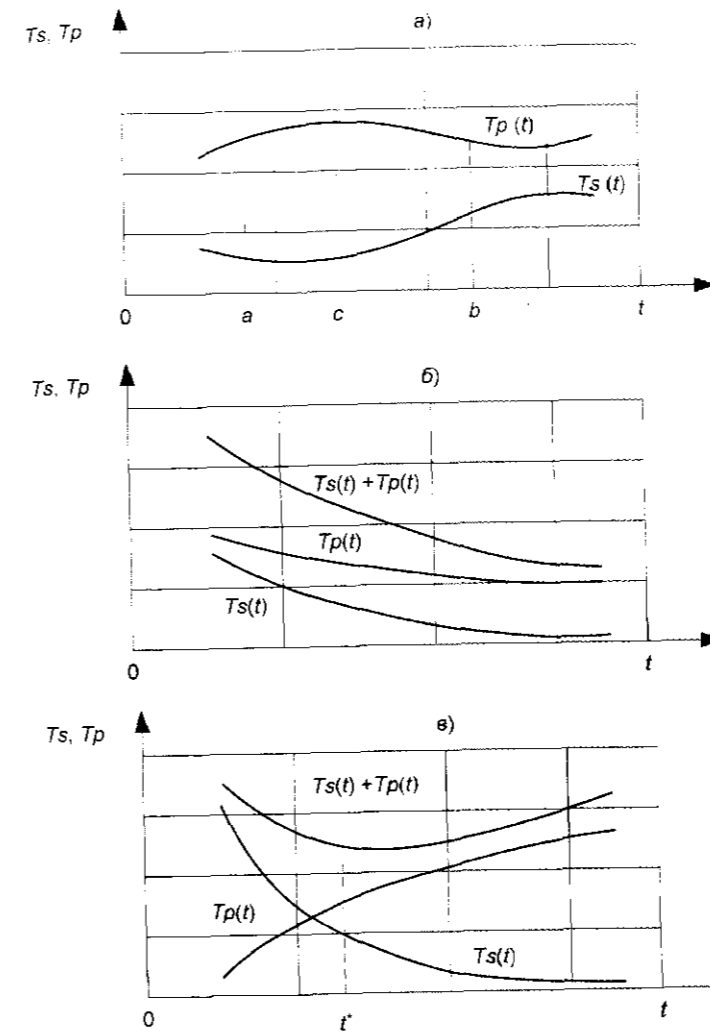 Ts, Tp
а)
Tp (t)
Ts (t)
0 a c b t
Ts, Tp
б)
Ts(t) + Tp(t)
Tp(t)
Ts(t)
0 t
Ts, Tp
в)
Ts(t) + Tp(t)
Tp(t)
Ts(t)
0 t* t